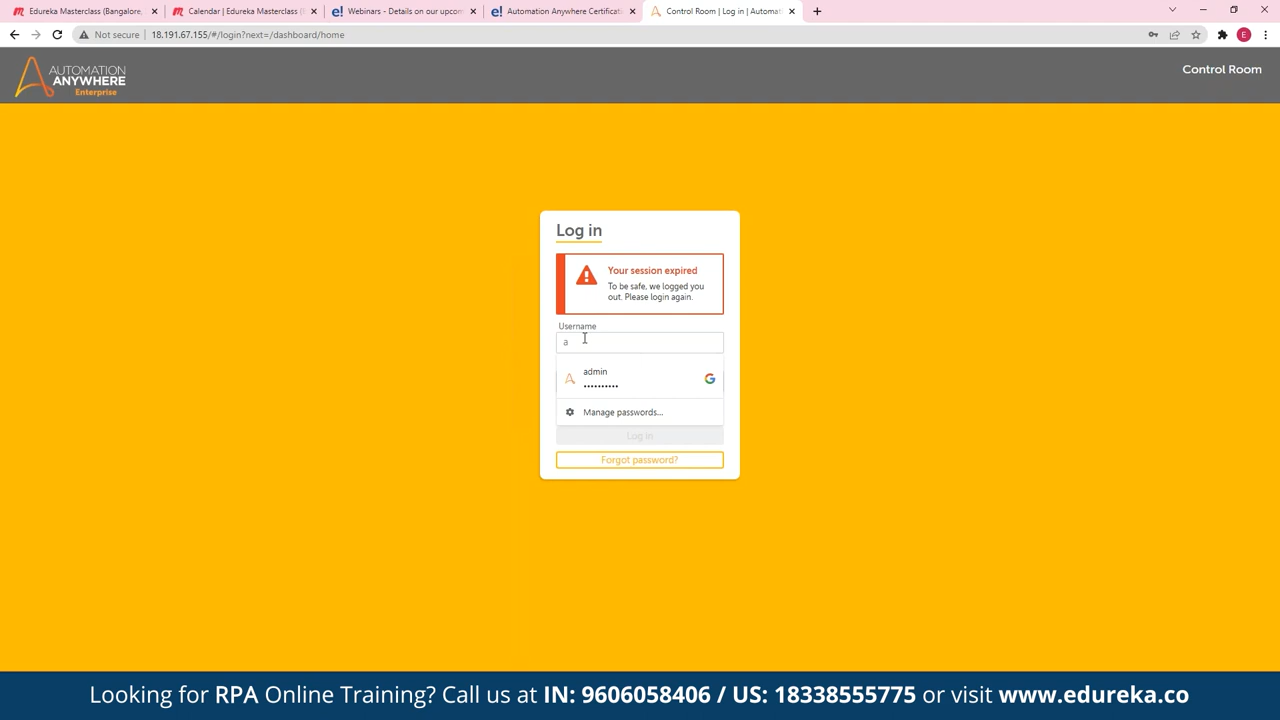 Edureka Masterclass (Bangalore,
Calendar | Edureka Masterclass (
Webinars - Details on our upcom
Automation Anywhere Certificati
Control Room | Log in | Automat
Not secure
18.191.67.155/#/login?next=/dashboard/home
E
AUTOMATION
ANYWHERE
Enterprise
Control Room
Log in
Your session expired
To be safe, we logged you
out. Please login again.
Username
a
admin
••••••••••
Manage passwords...
Log in
Forgot password?
Looking for RPA Online Training? Call us at IN: 9606058406 / US: 18338555775 or visit www.edureka.co